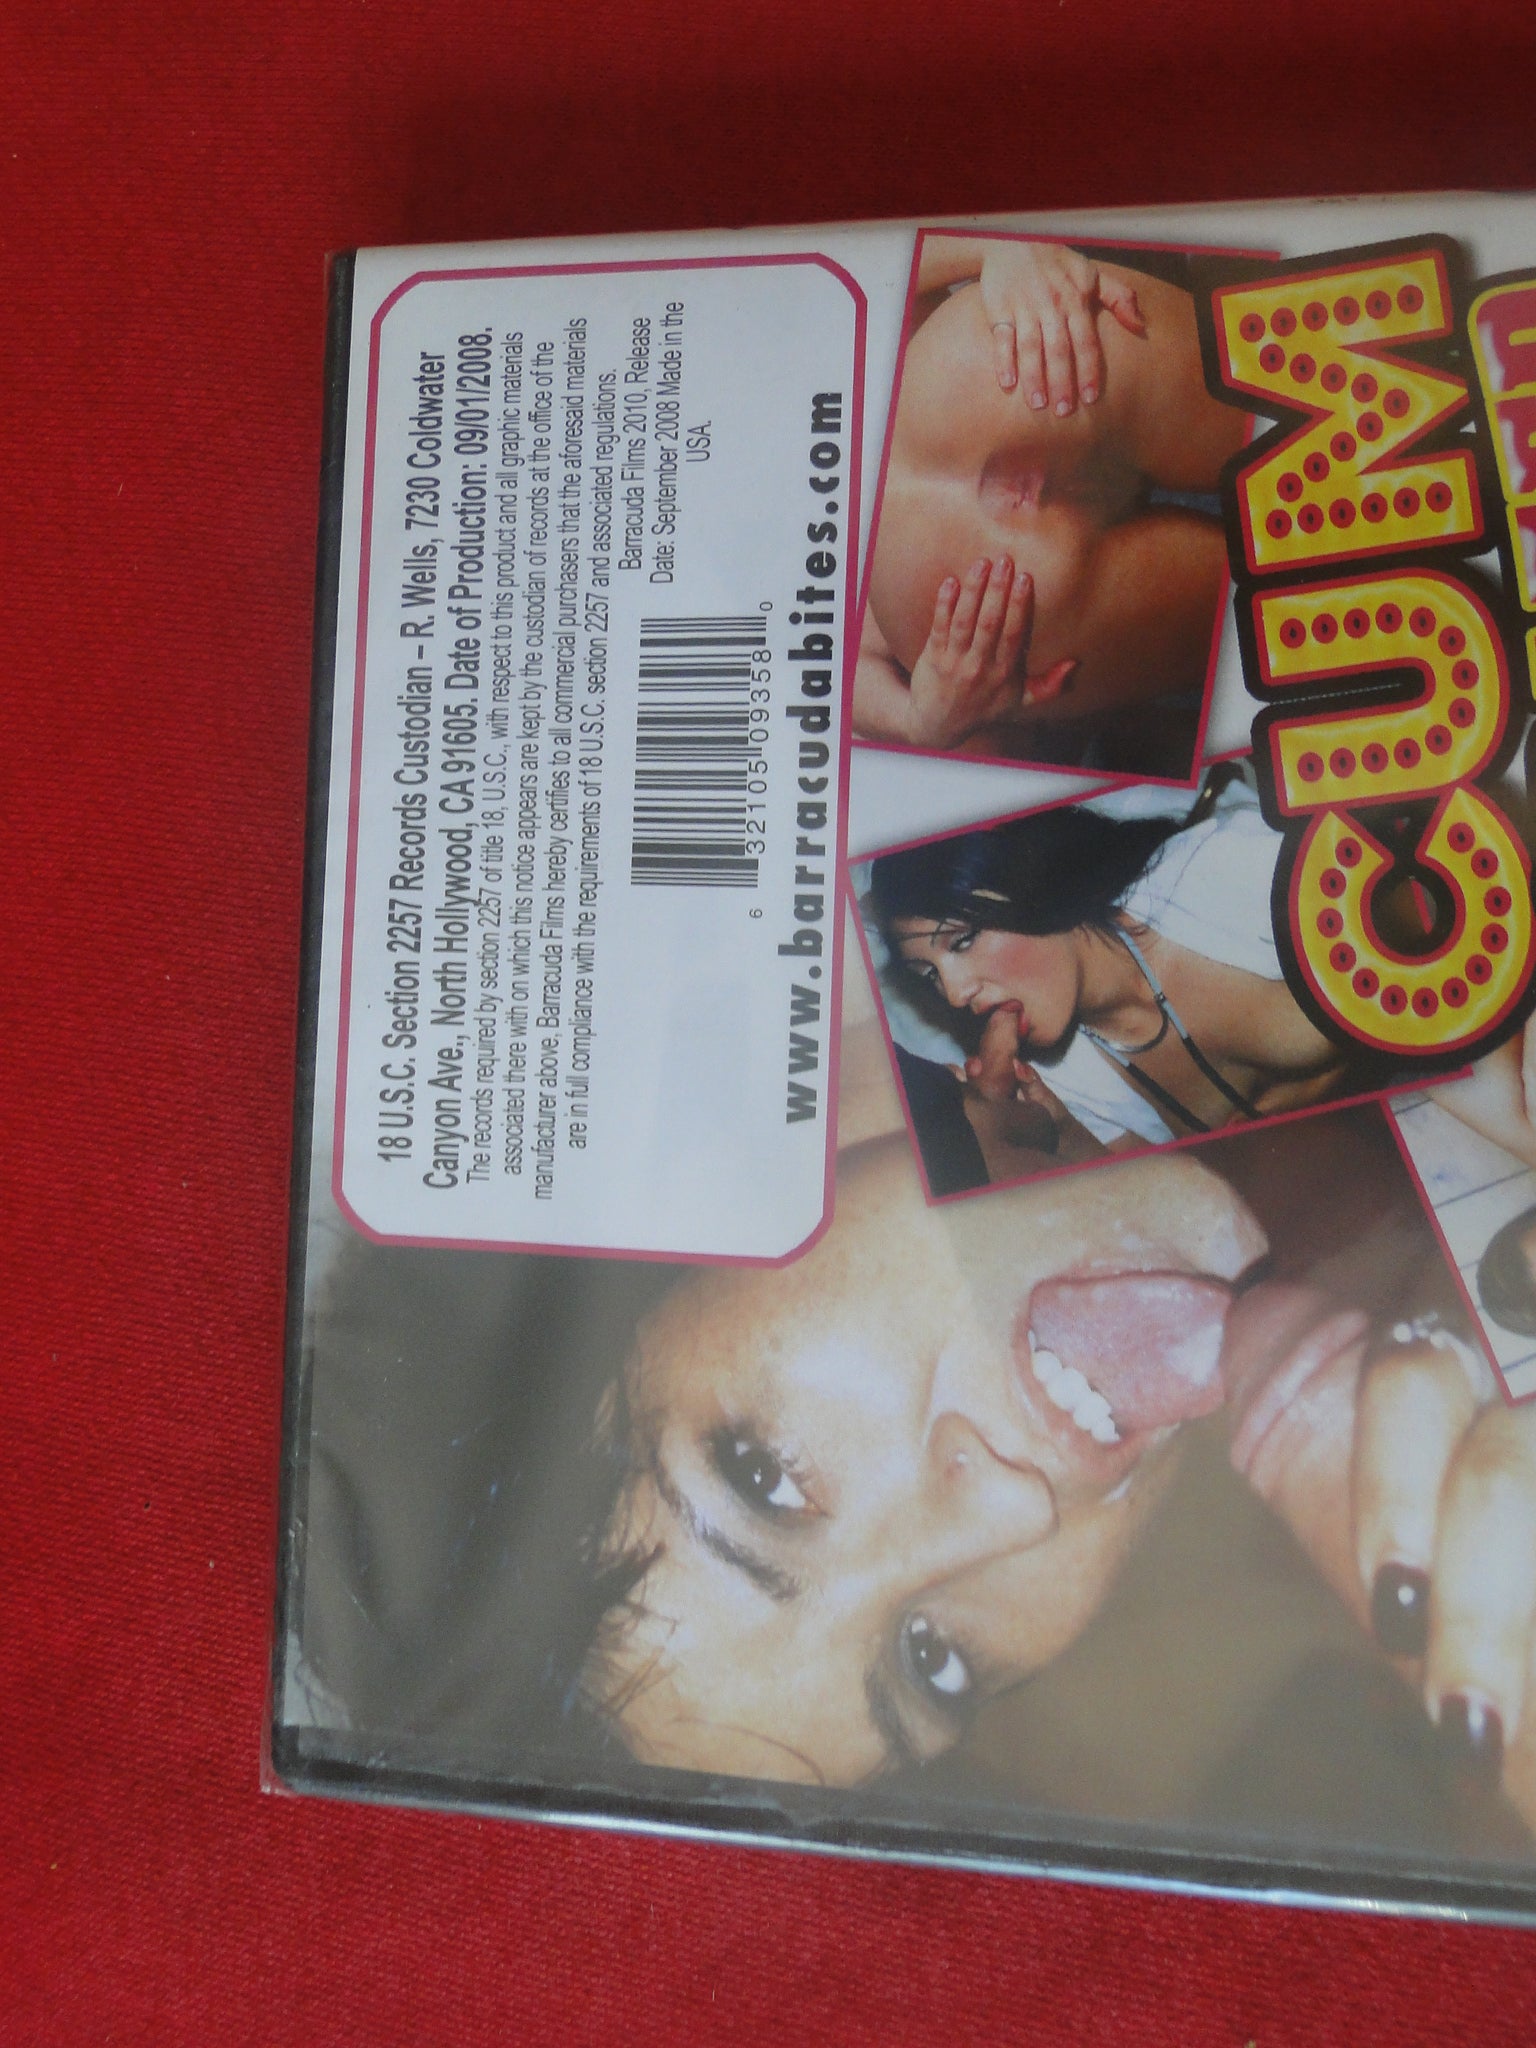 18 U.S.C. Section 2257 Records Custodian – R. Wells, 7230 Coldwater
Canyon Ave., North Hollywood, CA 91605. Date of Production: 09/01/2008.
The records required by section 2257 of title 18, U.S.C., with respect to this product and all graphic materials
associated there with on which this notice appears are kept by the custodian of records at the office of the
manufacturer above, Barracuda Films hereby certifies to all commercial purchasers that the aforesaid materials
are in full compliance with the requirements of 18 U.S.C. section 2257 and associated regulations.
Barracuda Films 2010, Release
Date: September 2008 Made in the
USA.
6 32105 09358 0
www.barracudabites.com
CUM